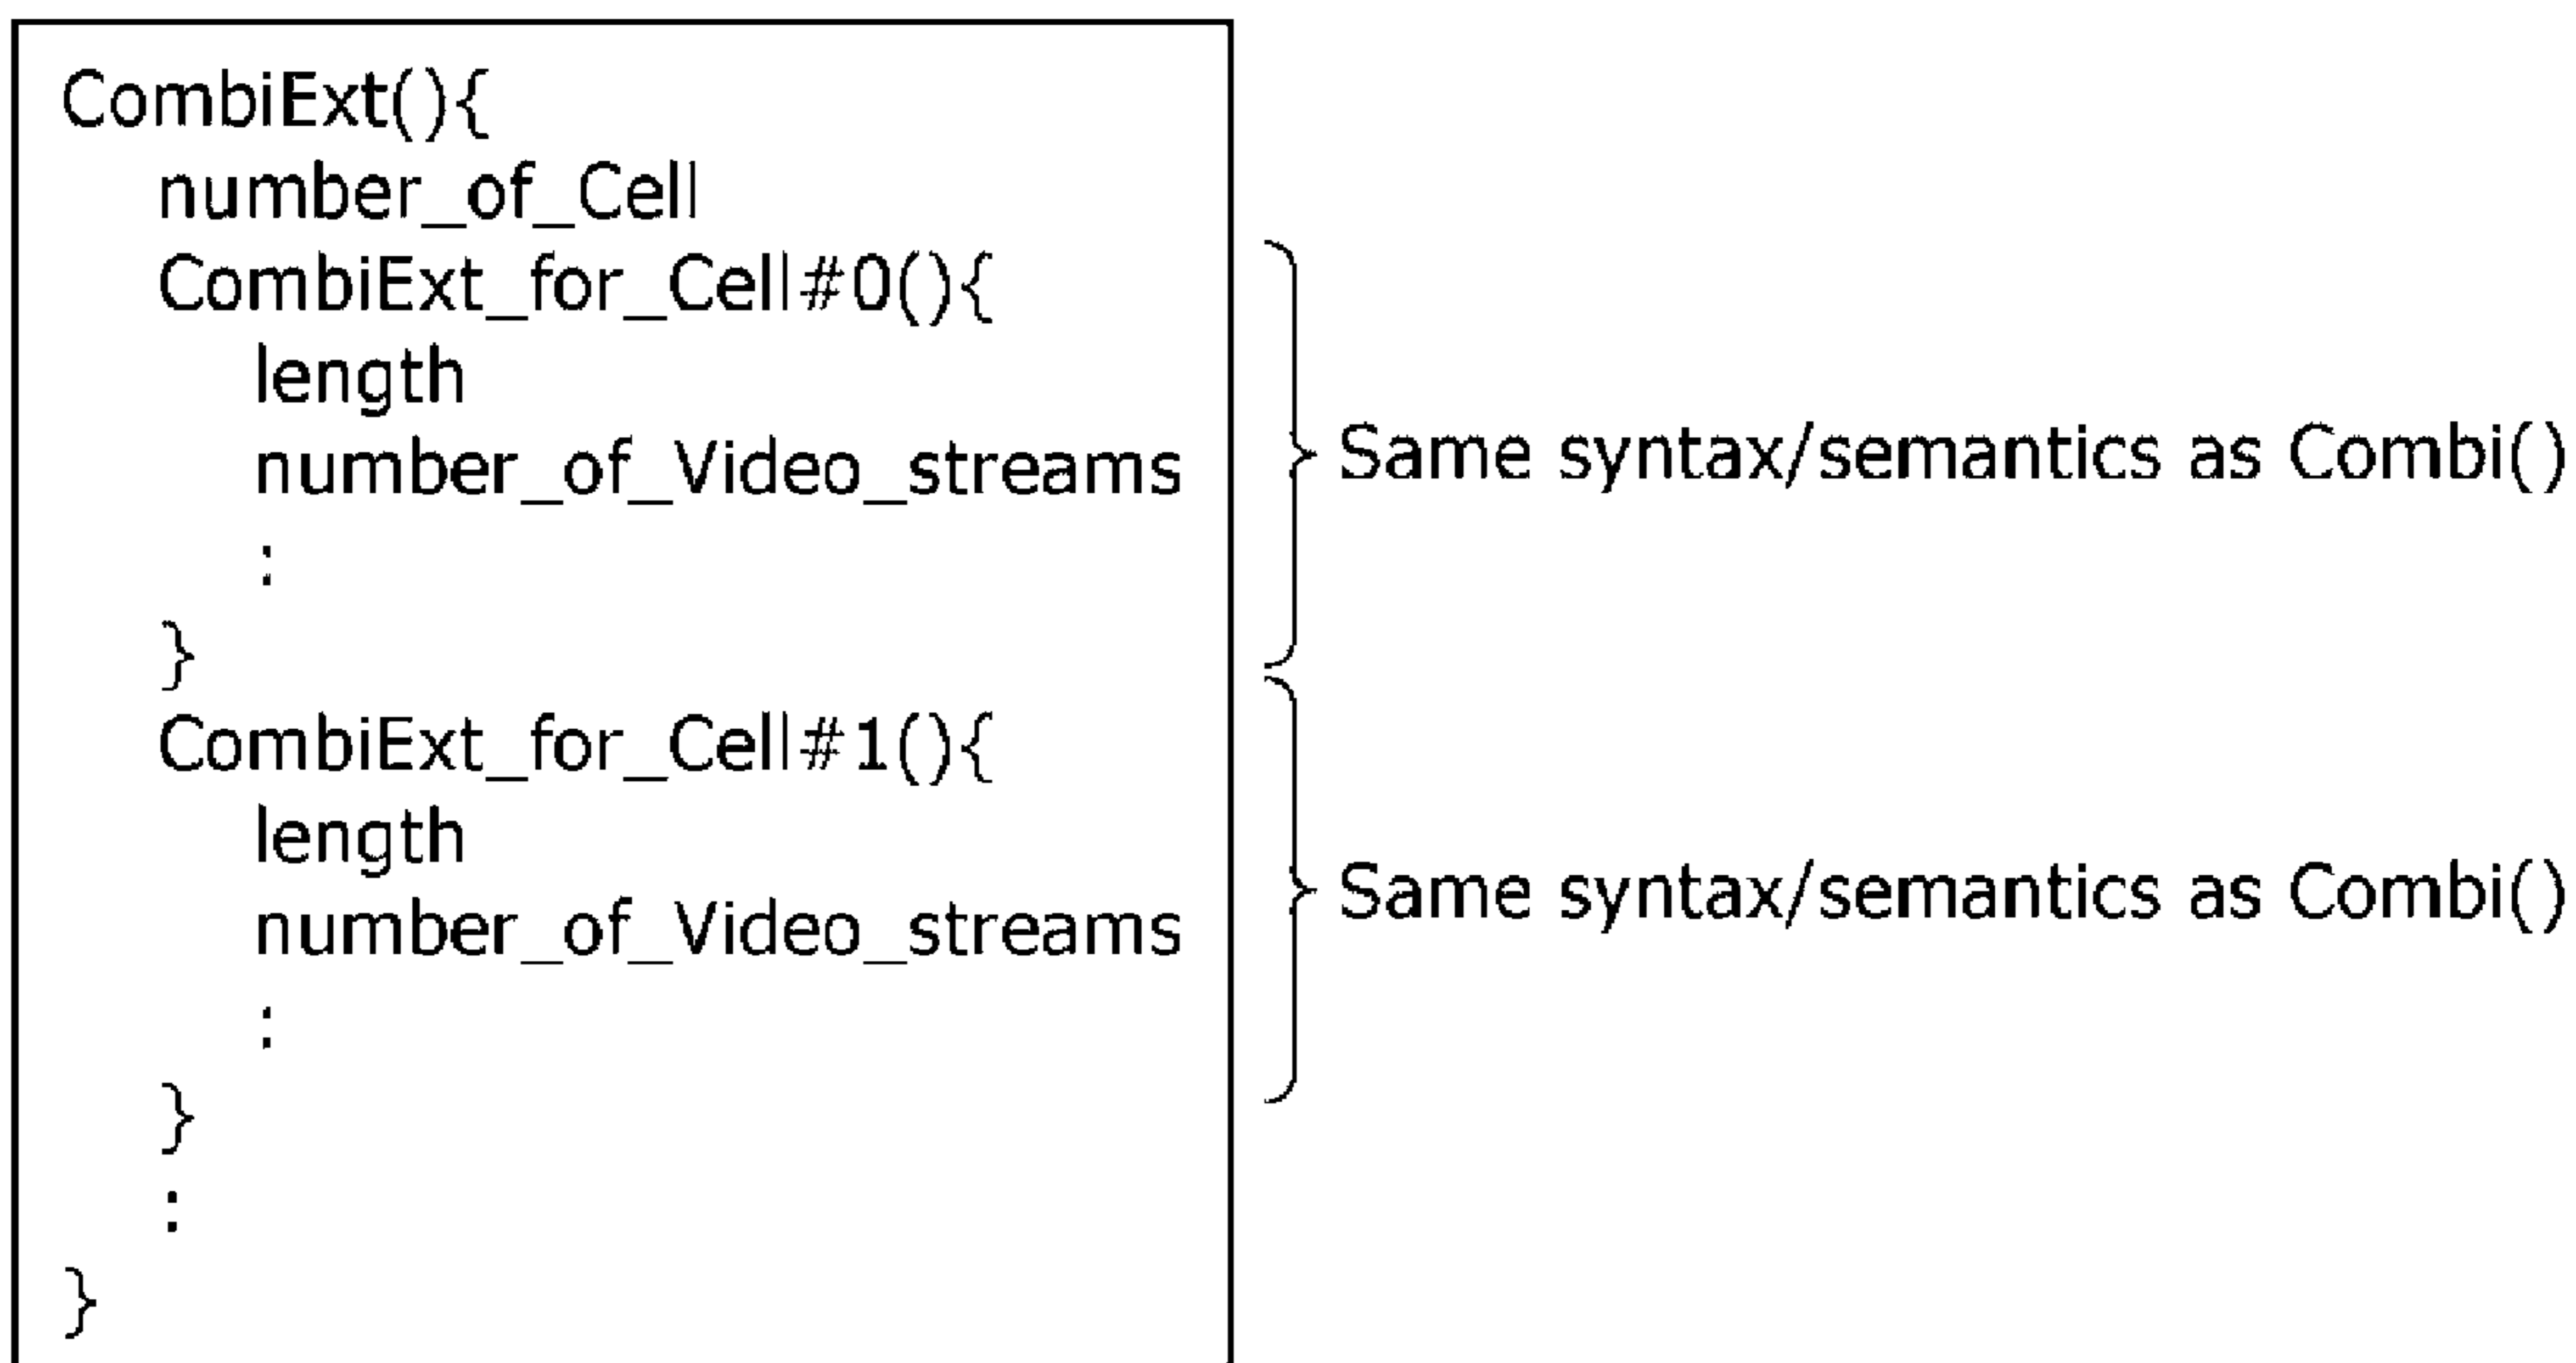 CombiExt(){
number_of_Cell
CombiExt_for_Cell#0(){
length
number_of_Video_streams
:
}
Same syntax/semantics as Combi()
CombiExt_for_Cell#1(){
length
number_of_Video_streams
:
}
Same syntax/semantics as Combi()
:
}